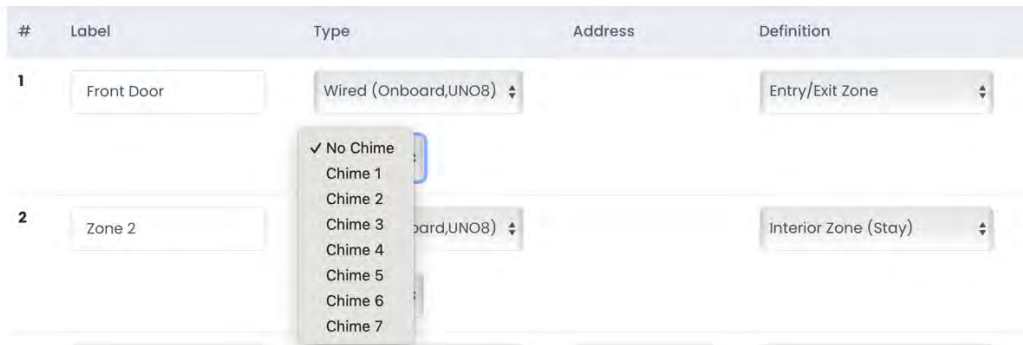 # Label Type Address Definition
1 Front Door Wired (Onboard,UNO8) Entry/Exit Zone
✓ No Chime
Chime 1
Chime 2
Chime 3
2 Zone 2 oard,UNO8) Interior Zone (Stay)
Chime 4
Chime 5
Chime 6
Chime 7